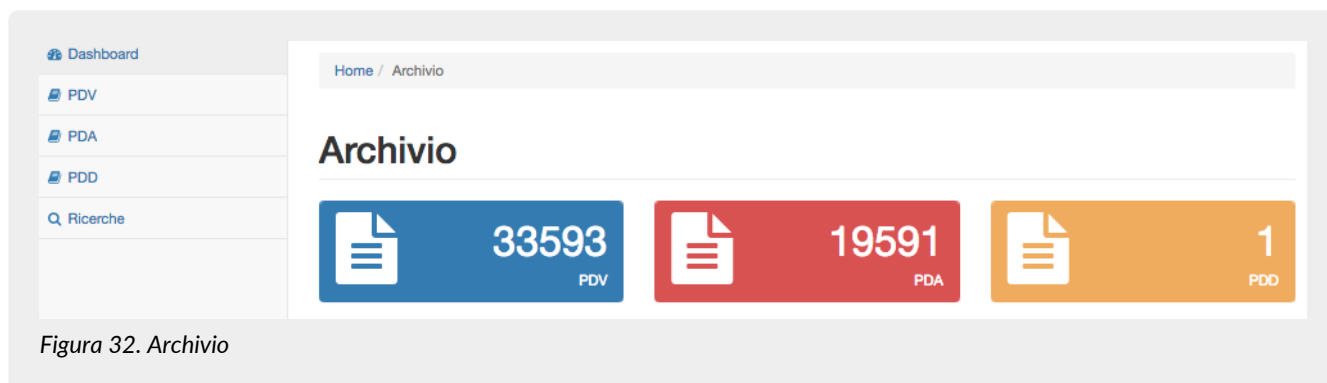 Dashboard
PDV
PDA
PDD
Ricerche
Home / Archivio
Archivio
33593
PDV
19591
PDA
1
PDD
Figura 32. Archivio